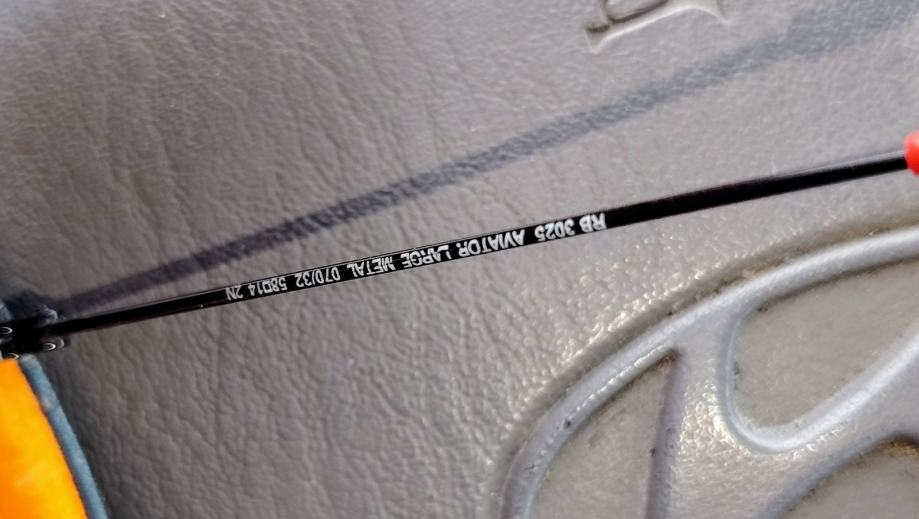 RB 3025 AVIATOR LARGE METAL 070/32 58□14 2N